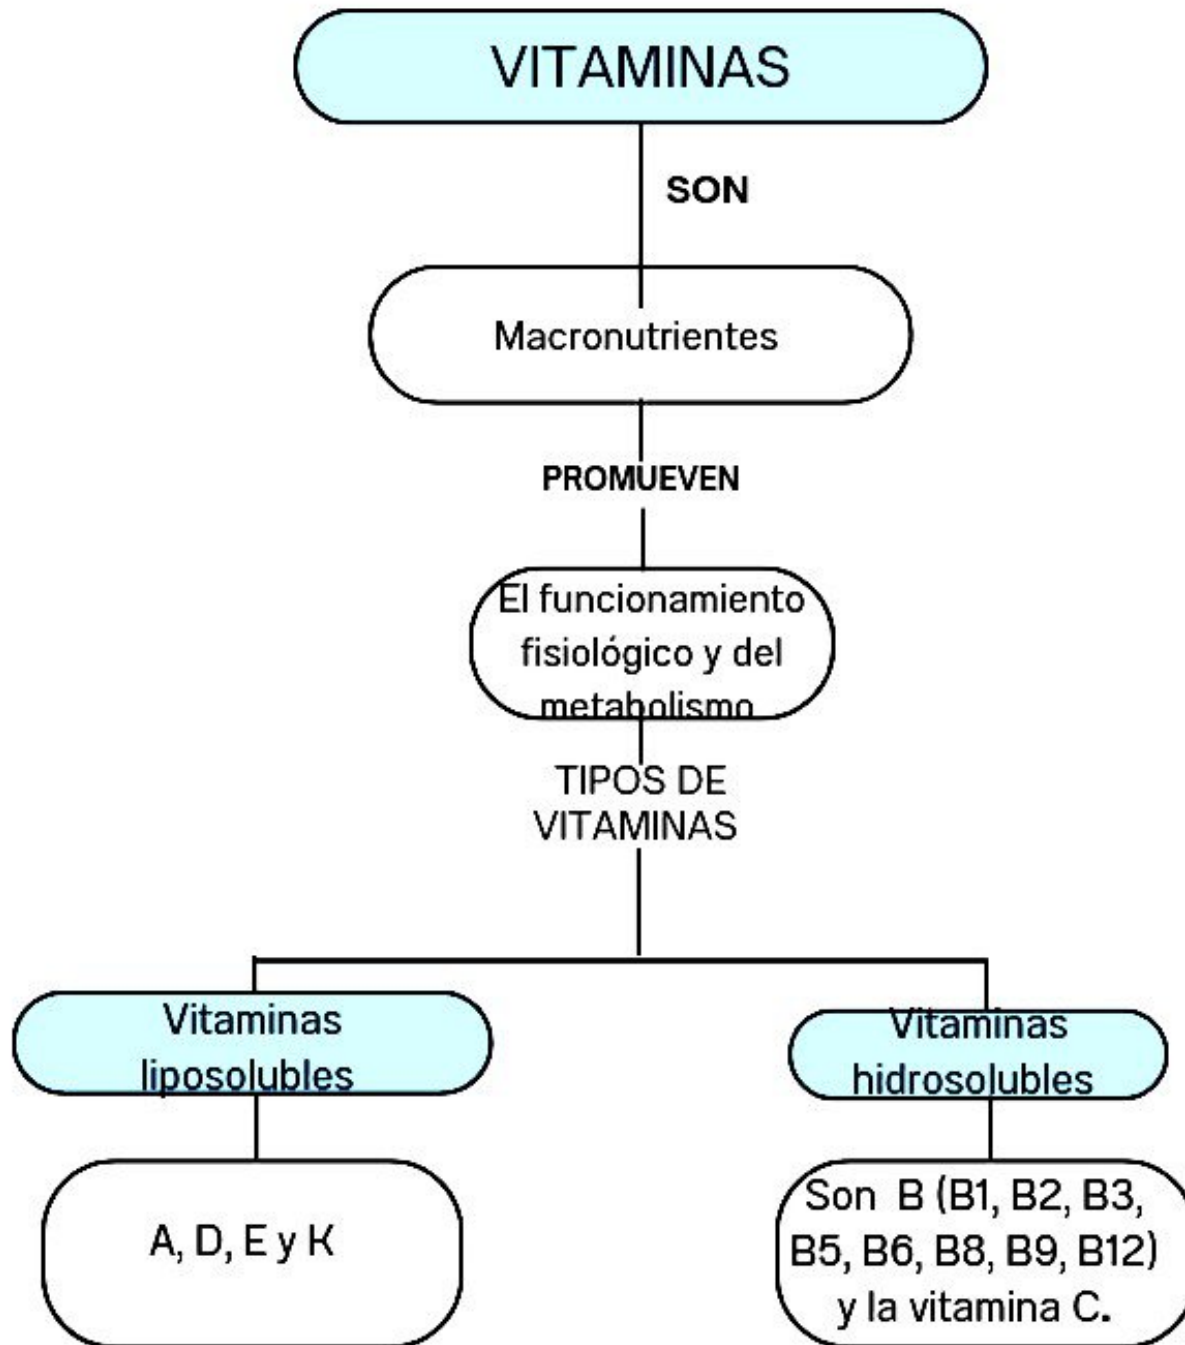 VITAMINAS
SON
Macronutrientes
PROMUEVEN
El funcionamiento
fisiológico y del
metabolismo
TIPOS DE
VITAMINAS
Vitaminas
liposolubles
A, D, E y K
Vitaminas
hidrosolubles
Son B (B1, B2, B3,
B5, B6, B8, B9, B12)
y la vitamina C.